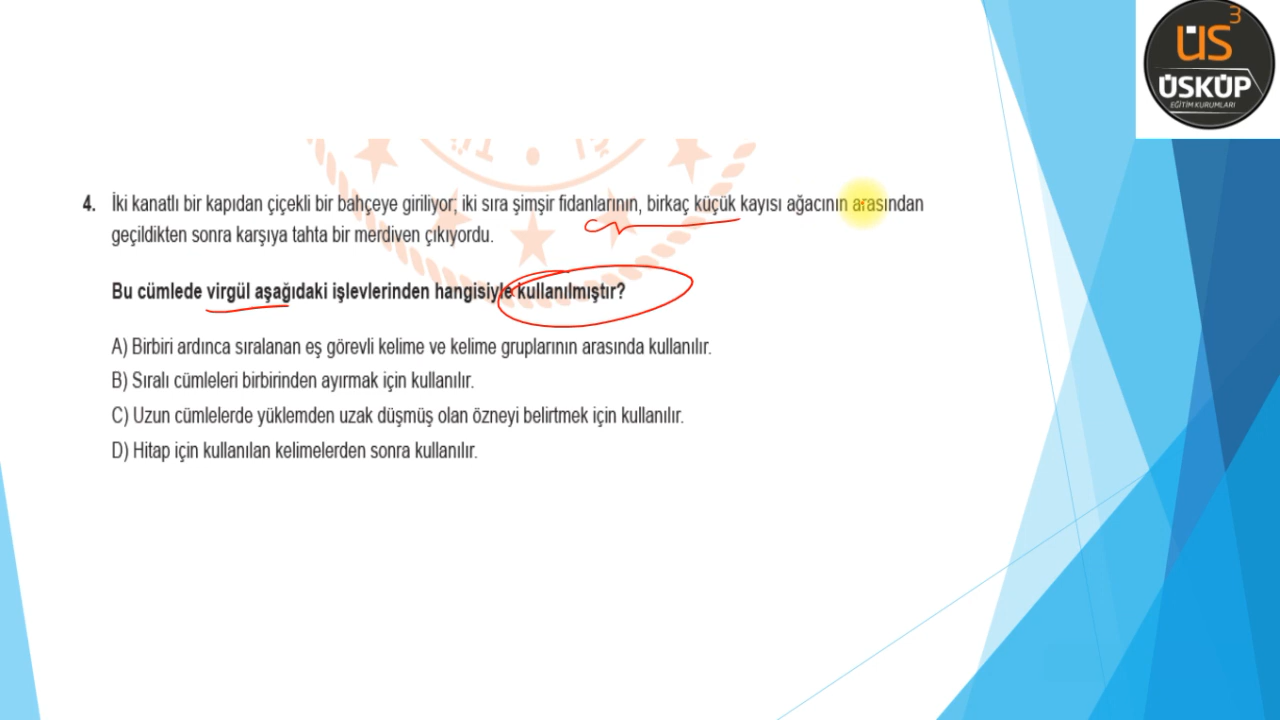 ÜS3
ÜSKÜP
EĞİTİM KURUMLARI
4. İki kanatlı bir kapıdan çiçekli bir bahçeye giriliyor; iki sıra şimşir fidanlarının, birkaç küçük kayısı ağacının arasından
geçildikten sonra karşıya tahta bir merdiven çıkıyordu.
Bu cümlede virgül aşağıdaki işlevlerinden hangisiyle kullanılmıştır?
A) Birbiri ardınca sıralanan eş görevli kelime ve kelime gruplarının arasında kullanılır.
B) Sıralı cümleleri birbirinden ayırmak için kullanılır.
C) Uzun cümlelerde yüklemden uzak düşmüş olan özneyi belirtmek için kullanılır.
D) Hitap için kullanılan kelimelerden sonra kullanılır.